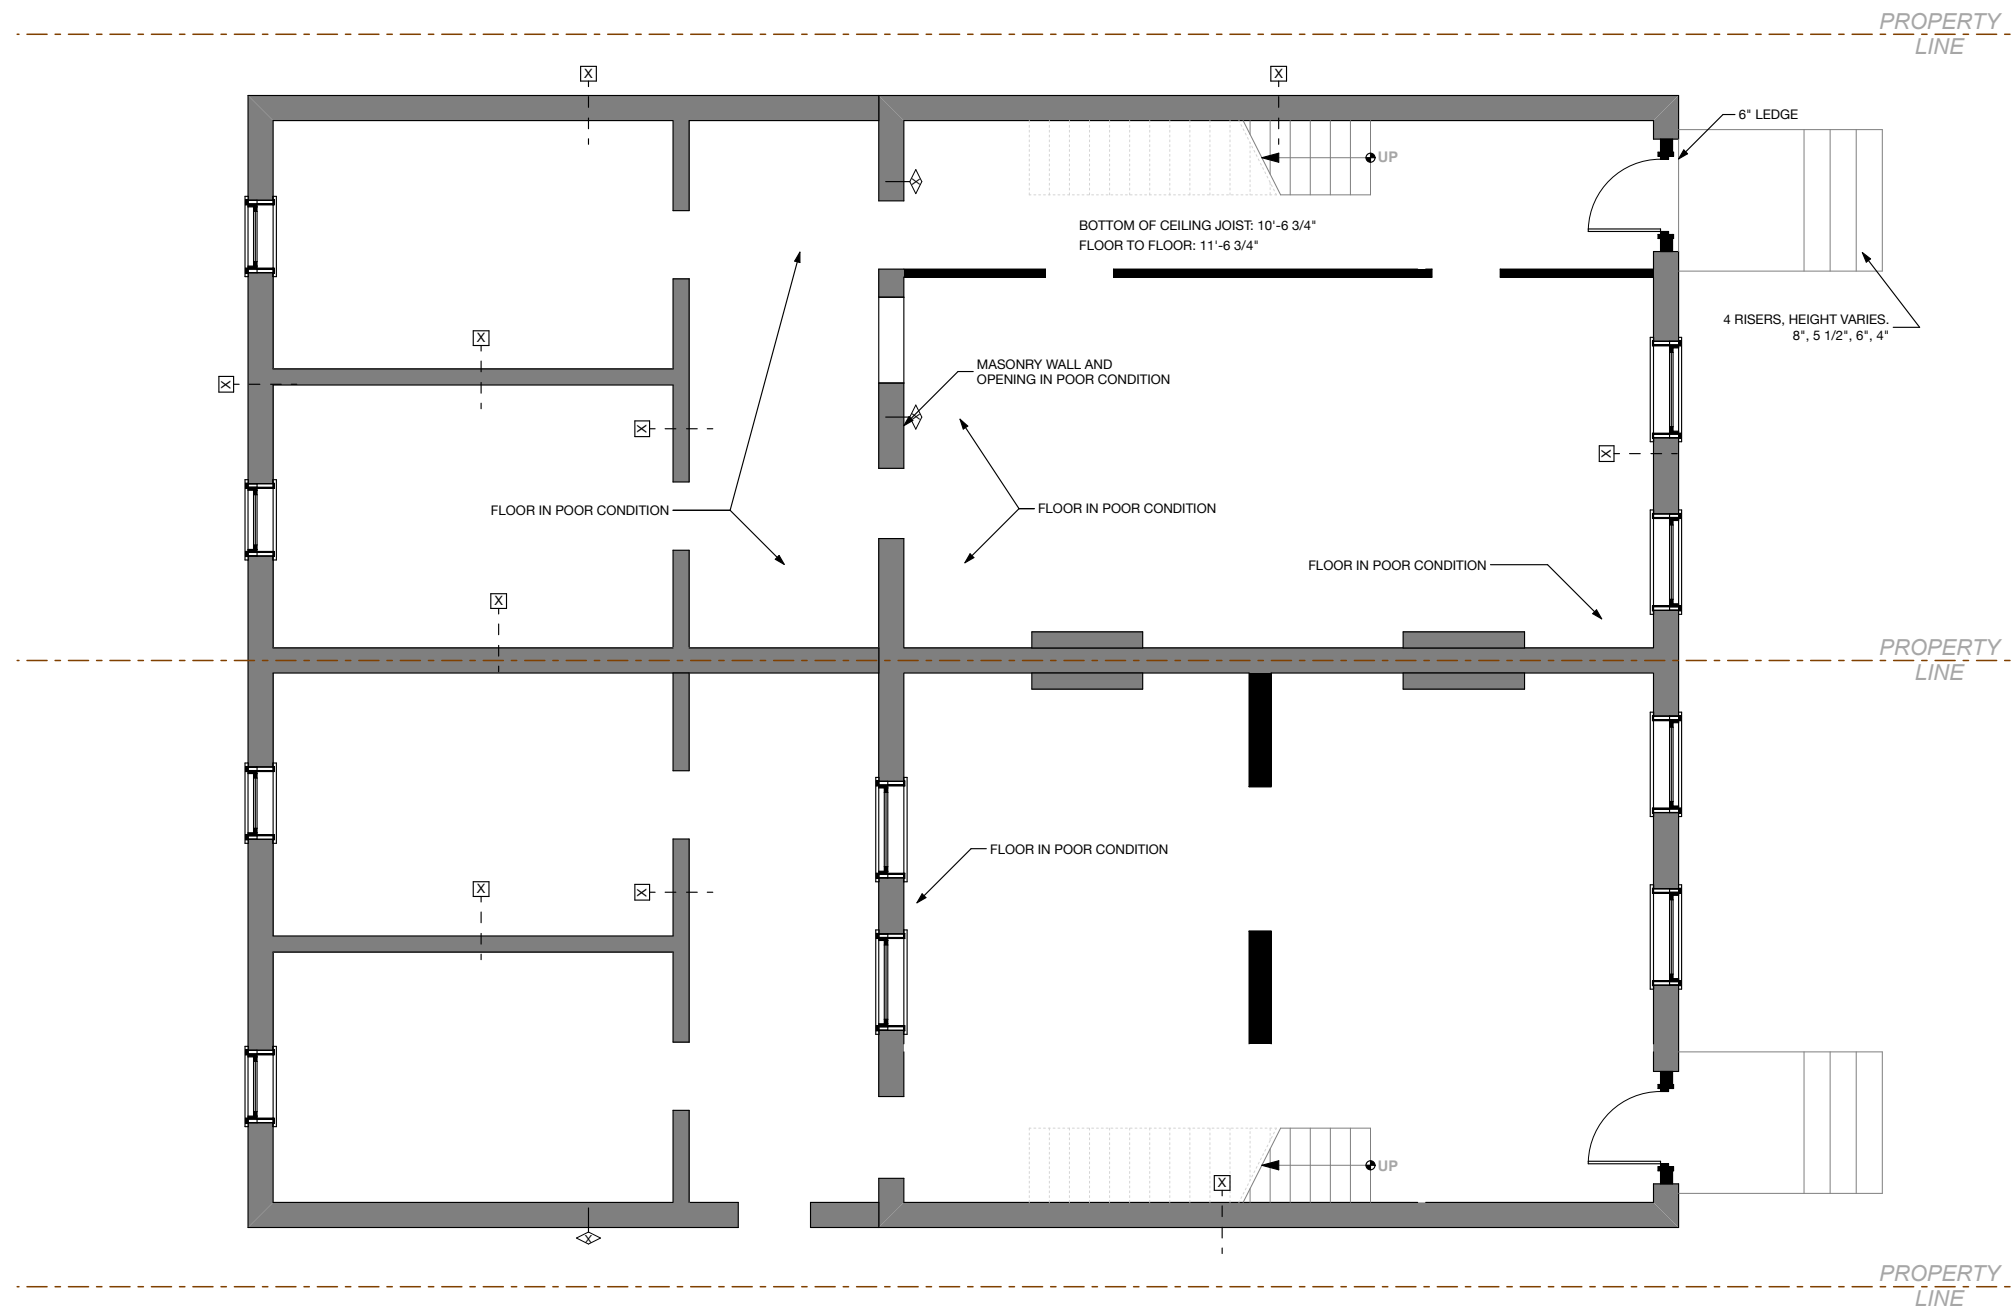 PROPERTY
LINE
X
X
6" LEDGE
UP
X
BOTTOM OF CEILING JOIST: 10'-6 3/4"
FLOOR TO FLOOR: 11'-6 3/4"
4 RISERS, HEIGHT VARIES.
8", 5 1/2", 6", 4"
X
MASONRY WALL AND
OPENING IN POOR CONDITION
X
X
X
X
X
FLOOR IN POOR CONDITION
FLOOR IN POOR CONDITION
FLOOR IN POOR CONDITION
X
PROPERTY
LINE
FLOOR IN POOR CONDITION
X
X
UP
X
X
PROPERTY
LINE